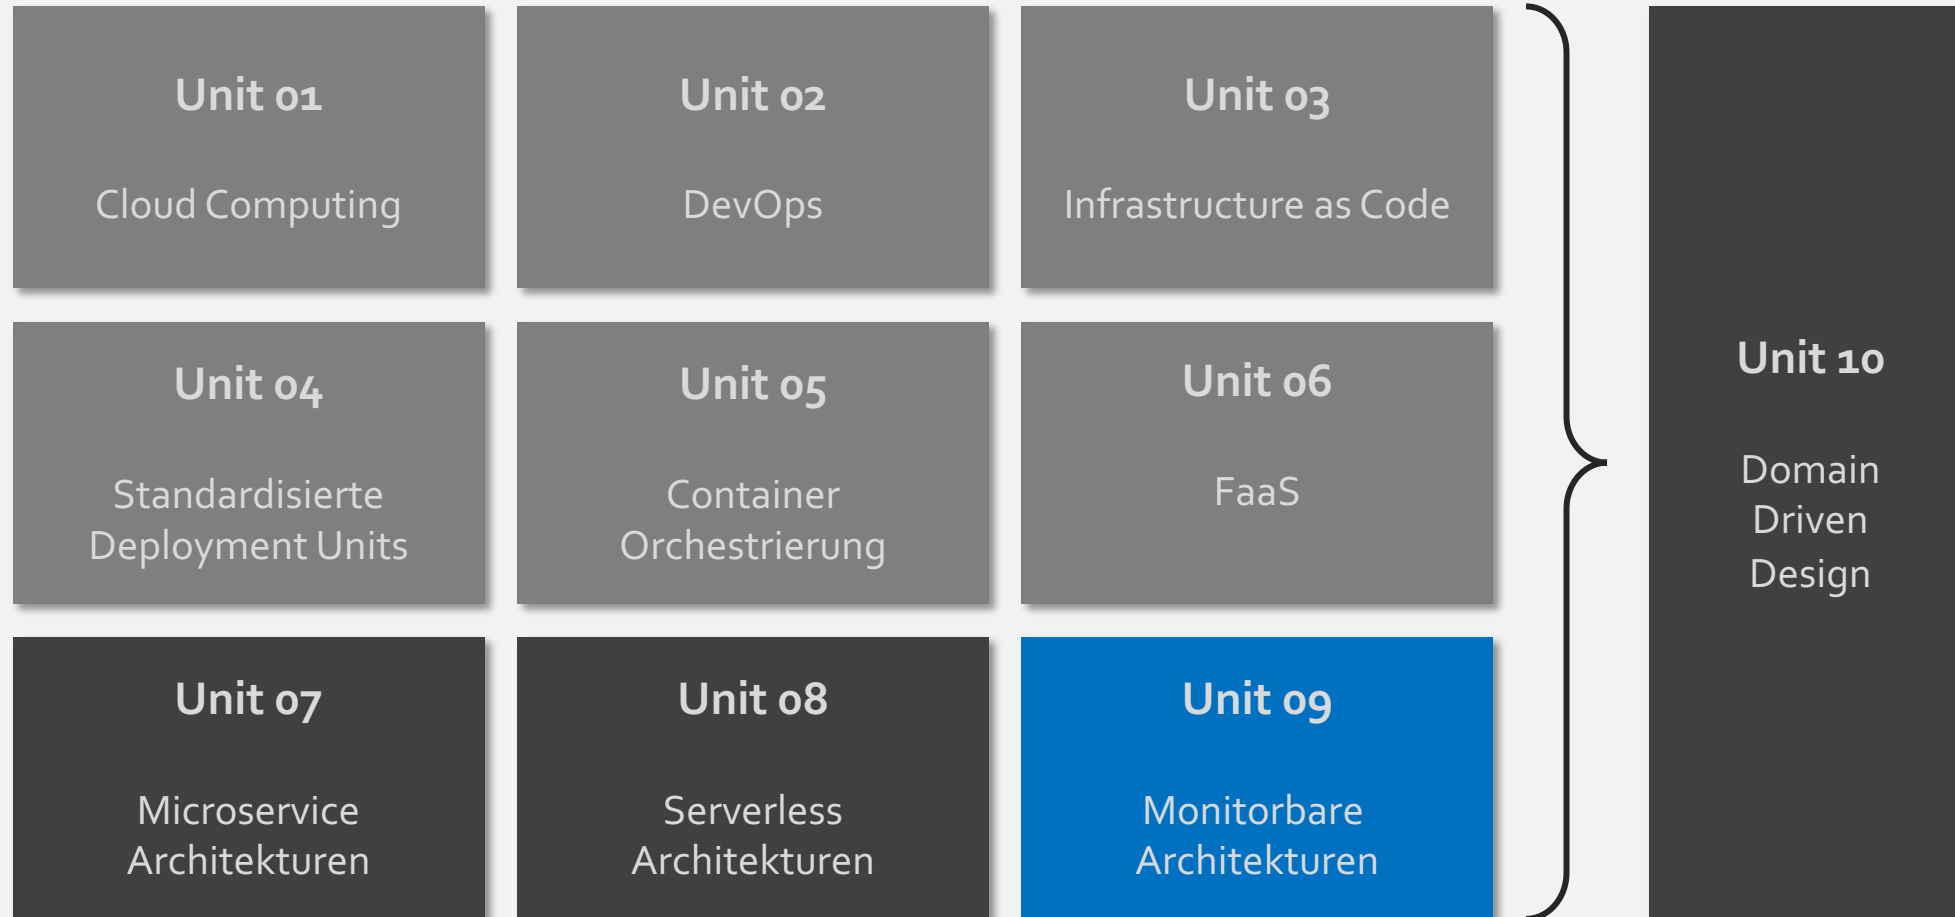 Unit 01
Cloud Computing
Unit 02
DevOps
Unit 03
Infrastructure as Code
Unit 04
Standardisierte
Deployment Units
Unit 05
Container
Orchestrierung
Unit 06
FaaS
Unit 07
Microservice
Architekturen
Unit 08
Serverless
Architekturen
Unit 09
Monitorbare
Architekturen
Unit 10
Domain
Driven
Design